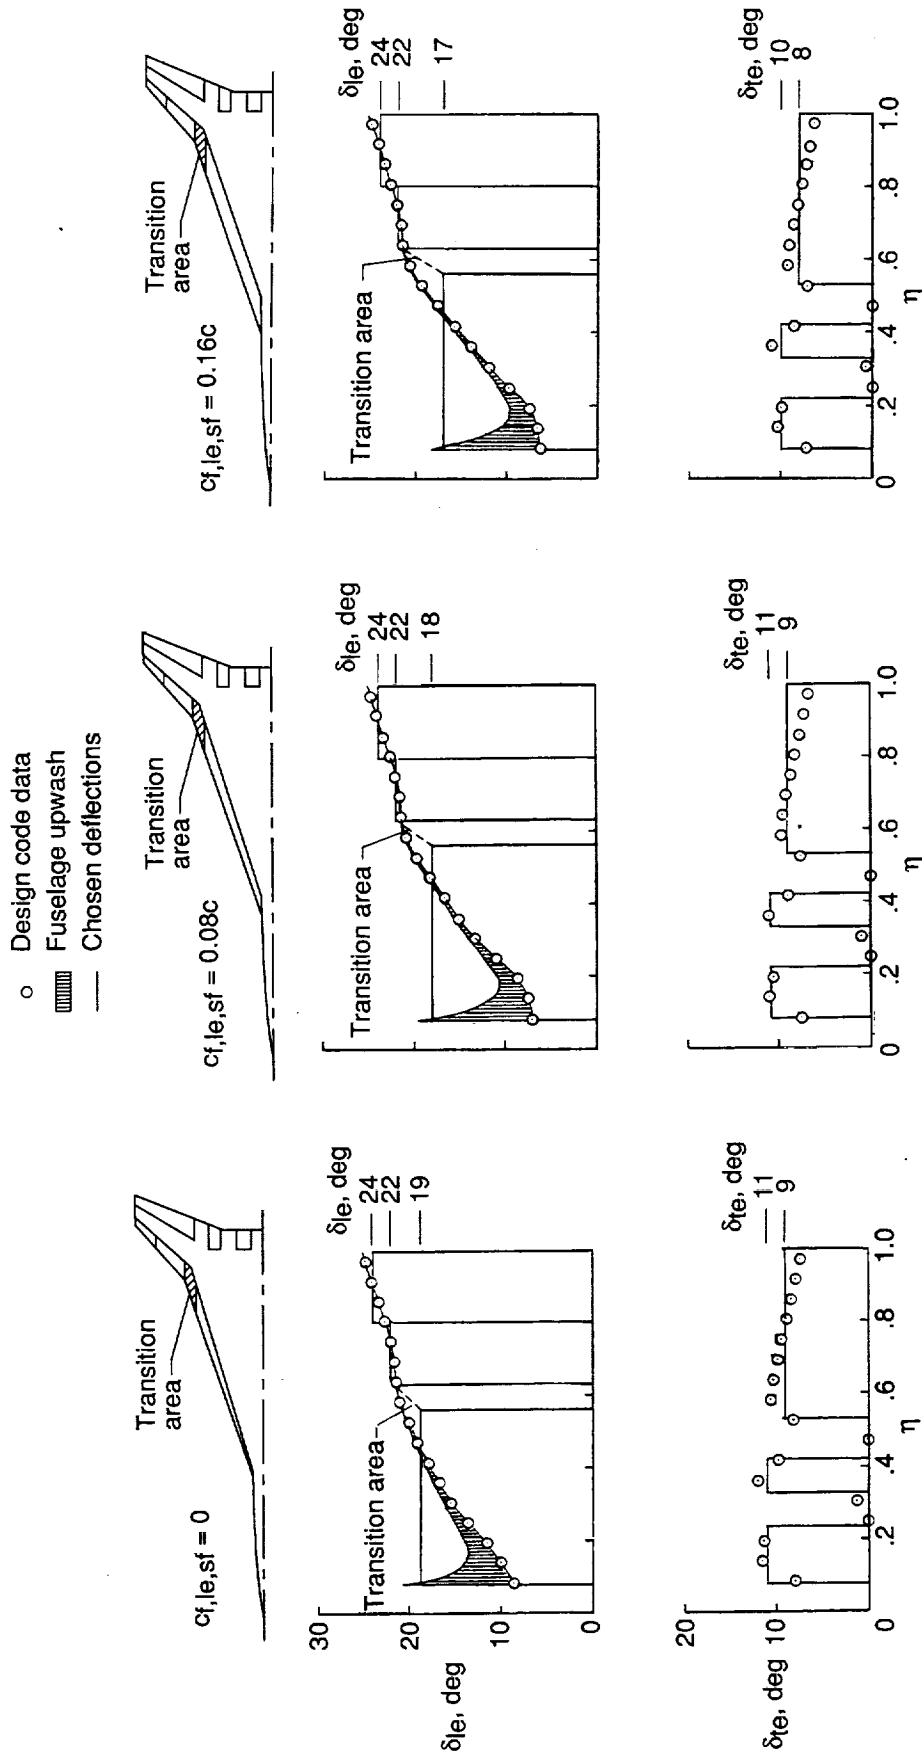 Design code data
Fuselage upwash
Chosen deflections
Transition area
cf,le,sf = 0
Transition area
cf,le,sf = 0.08c
Transition area
cf,le,sf = 0.16c
δle, deg
30
20
10
0
Transition area
δle, deg
24
22
19
Transition area
δle, deg
24
22
18
Transition area
δle, deg
24
22
17
δte, deg
20
10
0
.2
.4
.6
.8
1.0
η
δte, deg
11
9
0
.2
.4
.6
.8
1.0
η
δte, deg
11
9
0
.2
.4
.6
.8
1.0
η
δte, deg
10
8